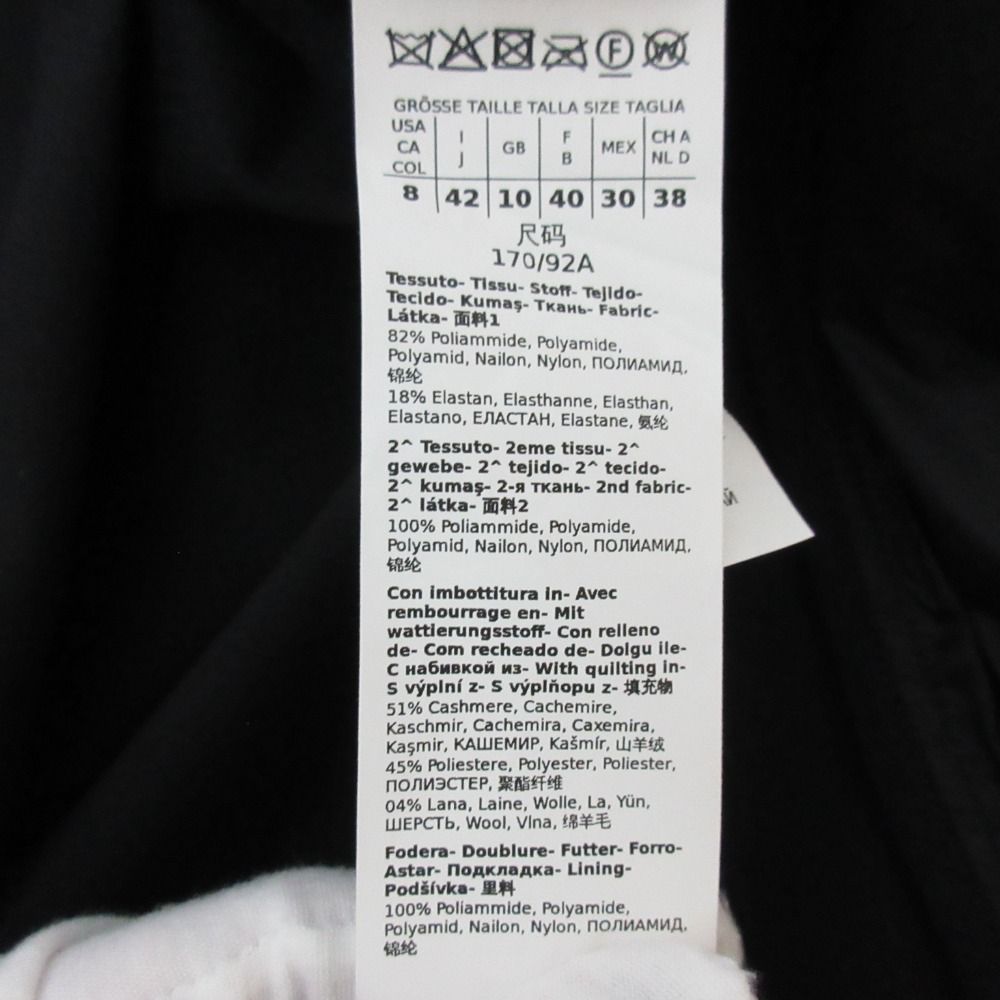 F W
GRÖSSE TAILLE TALLA SIZE TAGLIA
USA CA COL I J GB F B MEX CH A NL D
8 42 10 40 30 38
尺码
170/92A
Tessuto- Tissu- Stoff- Tejido-
Tecido- Kumaş- Ткань- Fabric-
Látka- 面料1
82% Poliammide, Polyamide,
Polyamid, Nailon, Nylon, ПОЛИАМИД,
锦纶
18% Elastan, Elasthanne, Elasthan,
Elastano, ЕЛАСТАН, Elastane, 氨纶
2^ Tessuto- 2eme tissu- 2^
gewebe- 2^ tejido- 2^ tecido-
2^ kumaş- 2-я ткань- 2nd fabric-
2^ látka- 面料2
100% Poliammide, Polyamide,
Polyamid, Nailon, Nylon, ПОЛИАМИД,
锦纶
Con imbottitura in- Avec
rembourrage en- Mit
wattierungsstoff- Con relleno
de- Com recheado de- Dolgu ile-
С набивкой из- With quilting in-
S výplní z- S výplňopu z- 填充物
51% Cashmere, Cachemire,
Kaschmir, Cachemira, Caxemira,
Kaşmir, КАШЕМИР, Kašmír, 山羊绒
45% Poliestere, Polyester, Poliester,
ПОЛИЭСТЕР, 聚酯纤维
04% Lana, Laine, Wolle, La, Yün,
ШЕРСТЬ, Wool, Vlna, 绵羊毛
Fodera- Doublure- Futter- Forro-
Astar- Подкладка- Lining-
Podšívka- 里料
100% Poliammide, Polyamide,
Polyamid, Nailon, Nylon, ПОЛИАМИД,
锦纶